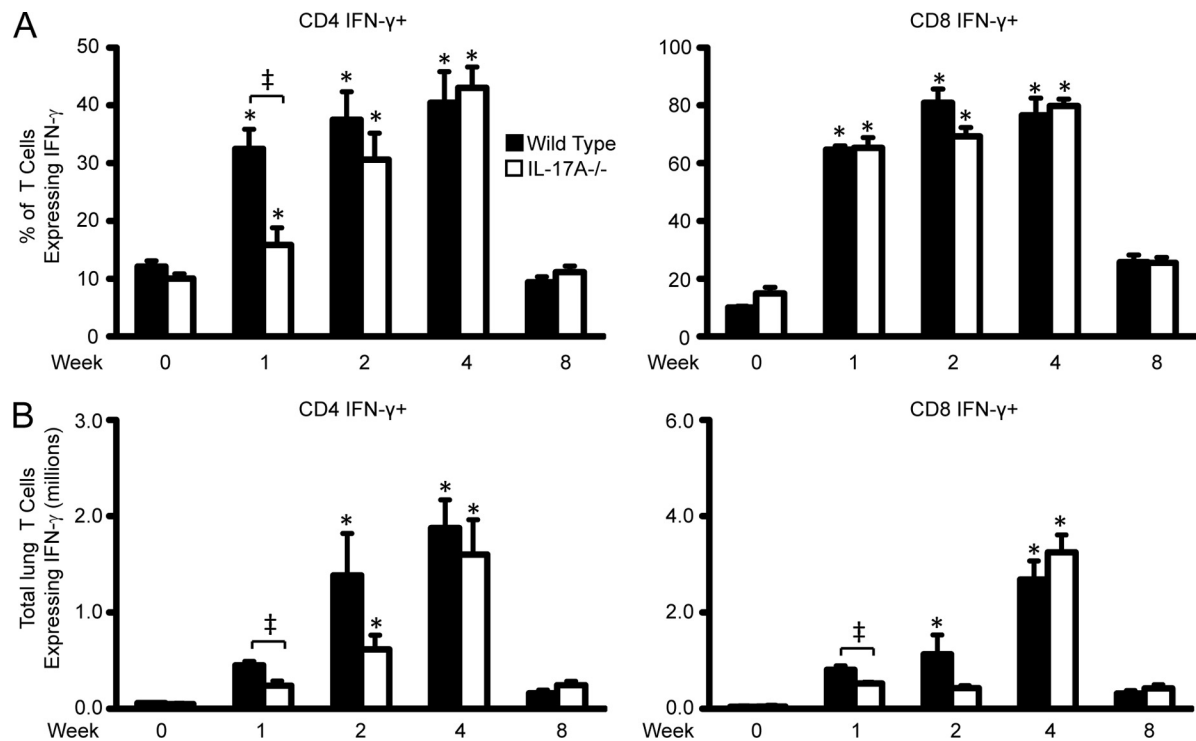 A
CD4 IFN-γ+
% of T Cells
Expressing IFN-γ
50
40
30
20
10
0
*
‡
*
*
*
*
*
Wild Type
IL-17A-/-
Week 0 1 2 4 8
CD8 IFN-γ+
100
80
60
40
20
0
*
*
*
*
*
*
Week 0 1 2 4 8
B
CD4 IFN-γ+
Total lung T Cells
Expressing IFN-γ (millions)
3.0
2.0
1.0
0.0
‡
*
*
*
*
Week 0 1 2 4 8
CD8 IFN-γ+
6.0
4.0
2.0
0.0
‡
*
*
*
Week 0 1 2 4 8